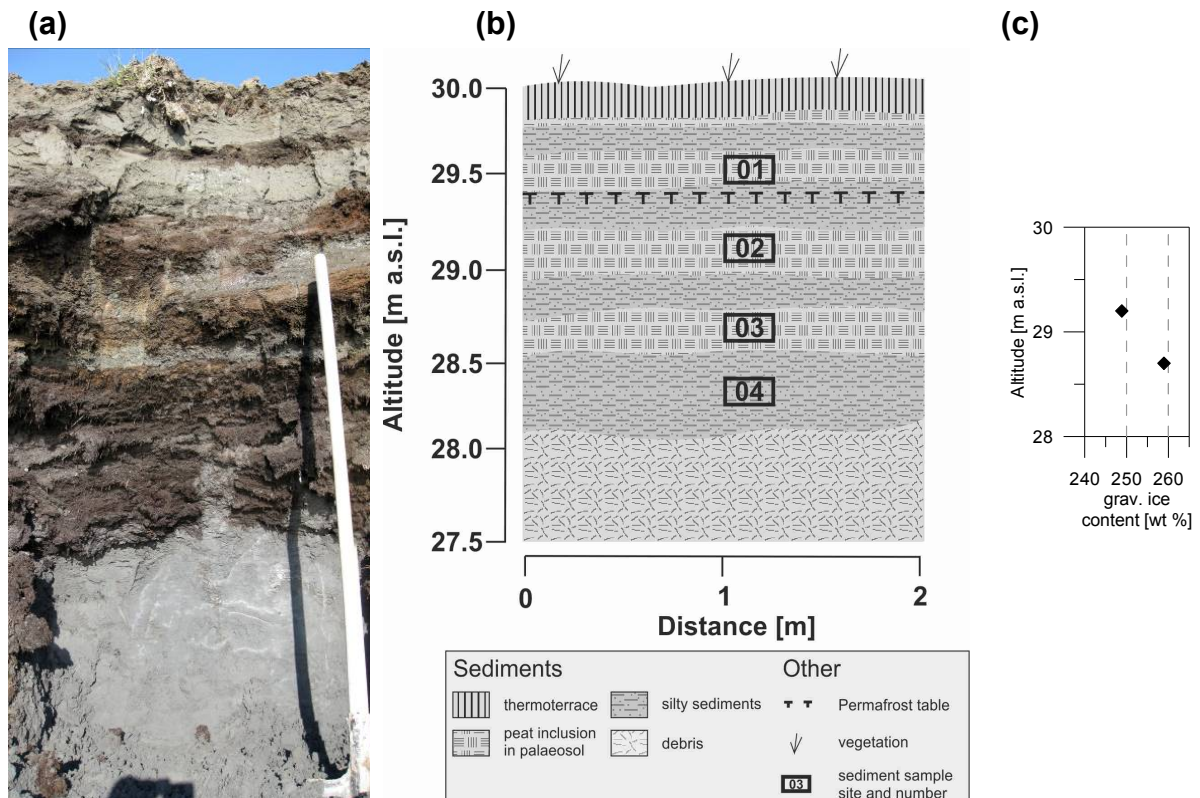 (a)
(b)
(c)
30.0
29.5
29.0
28.5
28.0
27.5
Altitude [m a.s.l.]
01
02
03
04
0 1 2
Distance [m]
Sediments
thermoterrace
silty sediments
peat inclusion
in palaeosol
debris
Other
Permafrost table
vegetation
03
sediment sample
site and number
30
29
28
Altitude [m a.s.l.]
240 250 260
grav. ice
content [wt %]